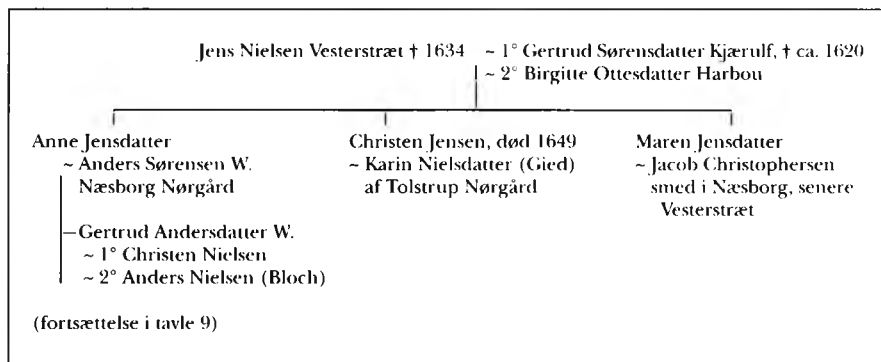 Jens Nielsen Vesterstræt † 1634 ~ 1° Gertrud Sørensdatter Kjærulf, † ca. 1620
~ 2° Birgitte Ottesdatter Harbou
Anne Jensdatter
~ Anders Sørensen W.
Næsborg Nørgård
Gertrud Andersdatter W.
~ 1° Christen Nielsen
~ 2° Anders Nielsen (Bloch)
Christen Jensen, død 1649
~ Karin Nielsdatter (Gied)
af Tolstrup Nørgård
Maren Jensdatter
~ Jacob Christophersen
smed i Næsborg, senere
Vesterstræt
(fortsættelse i tavle 9)